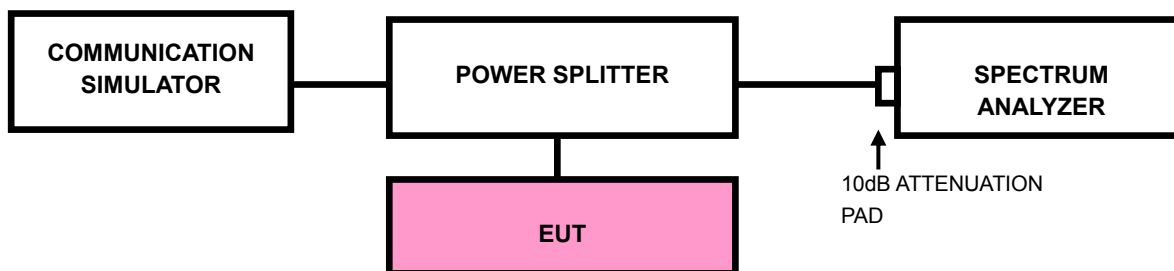 COMMUNICATION
SIMULATOR
POWER SPLITTER
SPECTRUM
ANALYZER
10dB ATTENUATION
PAD
EUT